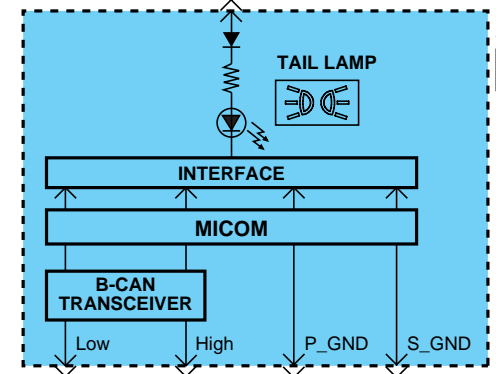 TAIL LAMP
INTERFACE
MICOM
B-CAN
TRANSCEIVER
Low High P_GND S_GND